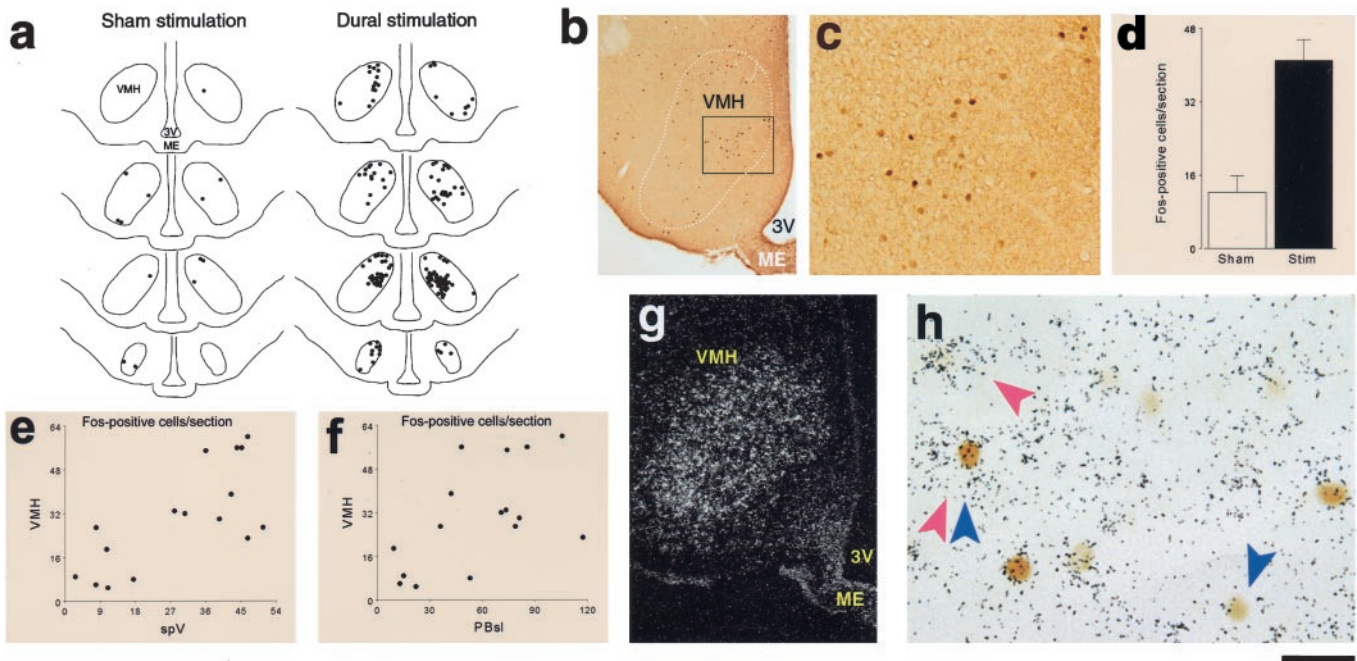 a
Sham stimulation
Dural stimulation
VMH
3V
ME
b
VMH
3V
ME
c
d
Fos-positive cells/section
48
32
16
0
Sham
Stim
e
Fos-positive cells/section
VMH
64
48
32
16
0
0
9
18
27
36
45
54
spV
f
Fos-positive cells/section
VMH
64
48
32
16
0
0
30
60
90
120
PBsl
g
VMH
3V
ME
h